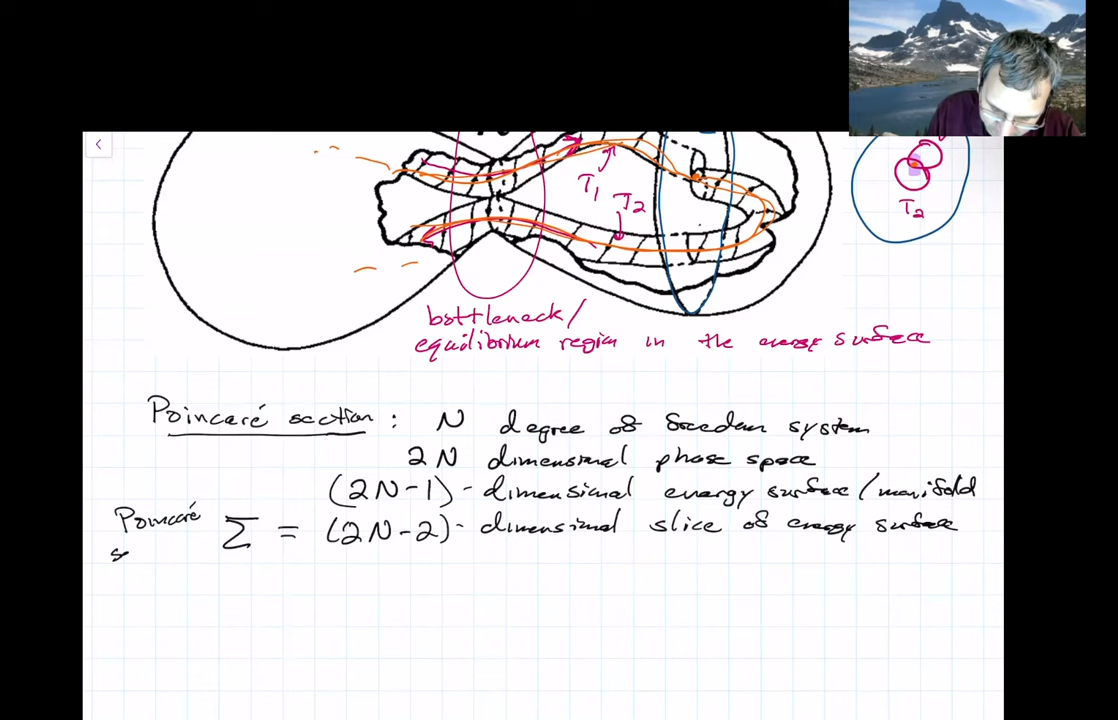 T₁
T₂
T₂
bottleneck/
equilibrium region in the energy surface
Poincaré section : N degree of freedom system
2N dimensional phase space
(2N-1) - dimensional energy surface / manifold
Poincaré Σ = (2N-2) - dimensional slice of energy surface
s